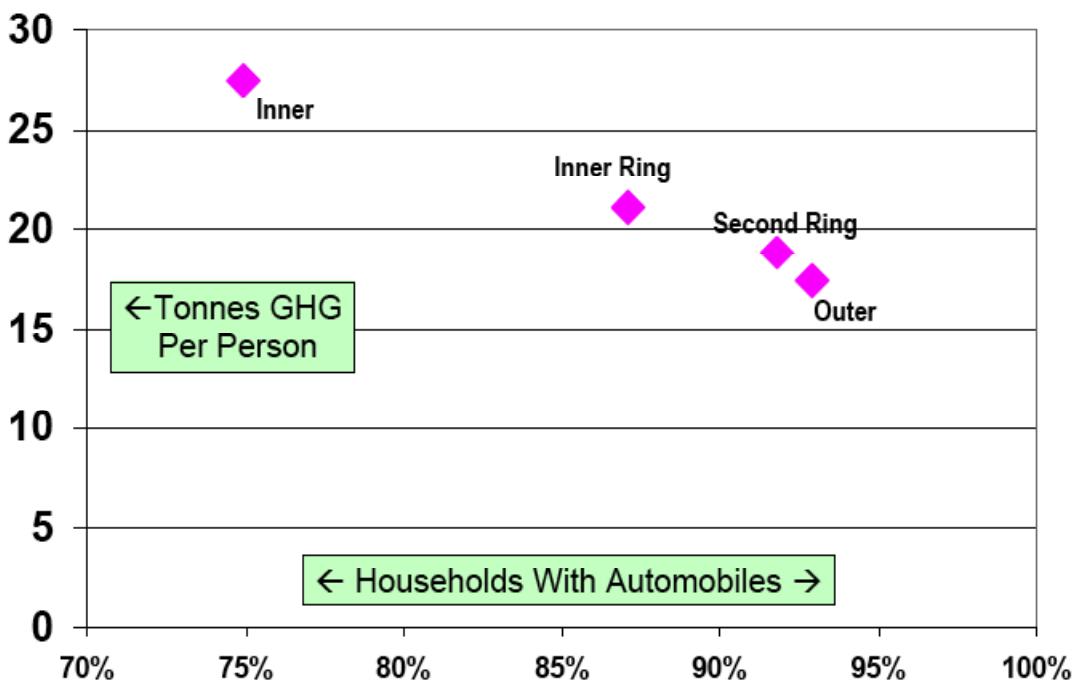 30
Inner
25
Inner Ring
20
Second Ring
←Tonnes GHG
Per Person
Outer
15
10
5
← Households With Automobiles →
0
70% 75% 80% 85% 90% 95% 100%